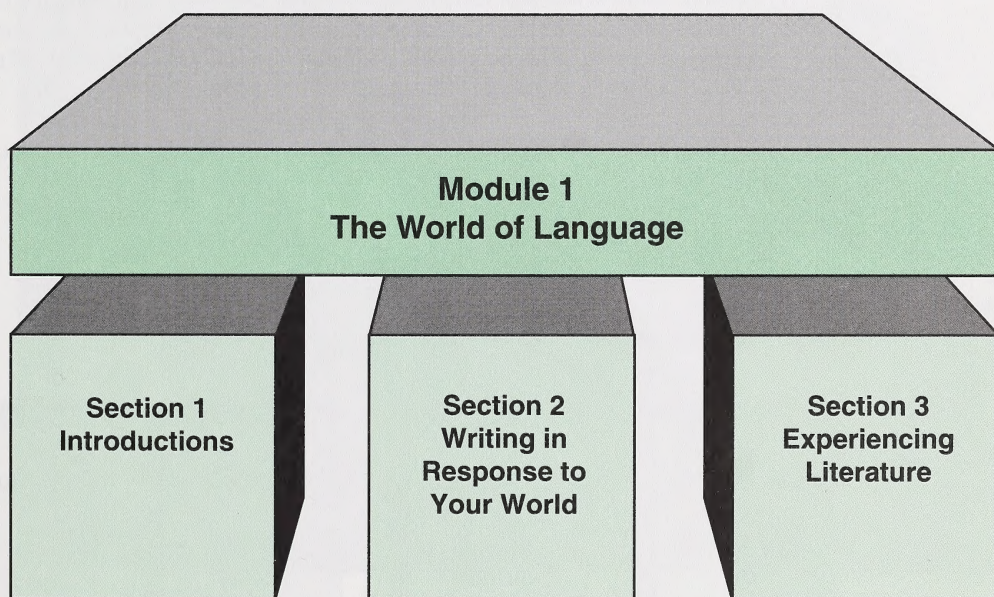 Module 1
The World of Language
Section 1
Introductions
Section 2
Writing in
Response to
Your World
Section 3
Experiencing
Literature